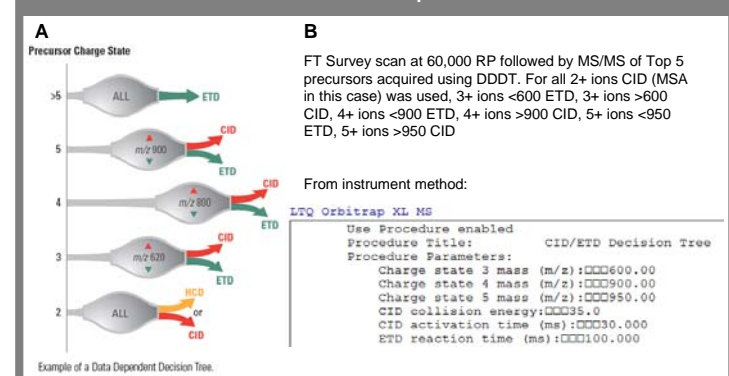 A
Precursor Charge State
>5
ALL
ETD
5
m/z 900
CID
ETD
4
m/z 800
CID
ETD
3
m/z 620
CID
ETD
2
ALL
HCD
or
CID
Example of a Data Dependent Decision Tree.
B
FT Survey scan at 60,000 RP followed by MS/MS of Top 5
precursors acquired using DDDT. For all 2+ ions CID (MSA
in this case) was used, 3+ ions <600 ETD, 3+ ions >600
CID, 4+ ions <900 ETD, 4+ ions >900 CID, 5+ ions <950
ETD, 5+ ions >950 CID
From instrument method:
LTQ Orbitrap XL MS
Use Procedure enabled
Procedure Title: CID/ETD Decision Tree
Procedure Parameters:
Charge state 3 mass (m/z):□□□600.00
Charge state 4 mass (m/z):□□□900.00
Charge state 5 mass (m/z):□□□950.00
CID collision energy:□□□35.0
CID activation time (ms):□□□30.000
ETD reaction time (ms):□□□100.000